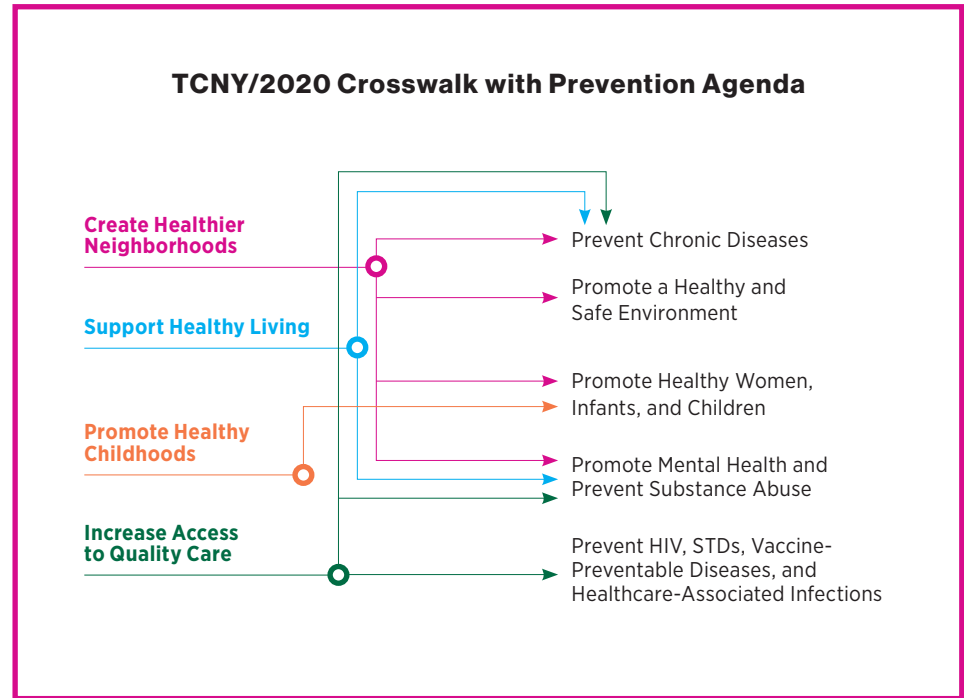 TCNY/2020 Crosswalk with Prevention Agenda
Create Healthier
Neighborhoods
Support Healthy Living
Promote Healthy
Childhoods
Increase Access
to Quality Care
Prevent Chronic Diseases
Promote a Healthy and
Safe Environment
Promote Healthy Women,
Infants, and Children
Promote Mental Health and
Prevent Substance Abuse
Prevent HIV, STDs, Vaccine-
Preventable Diseases, and
Healthcare-Associated Infections